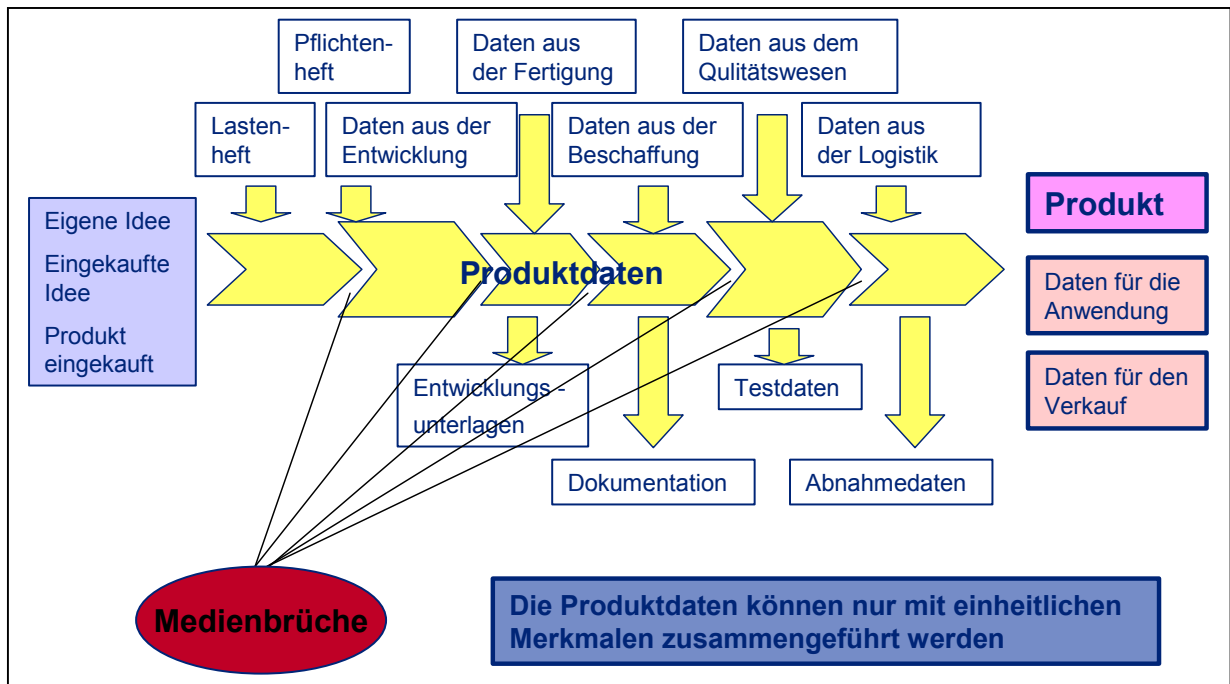 Pflichten-
heft
Daten aus
der Fertigung
Daten aus dem
Qulitätswesen
Lasten-
heft
Daten aus der
Entwicklung
Daten aus der
Beschaffung
Daten aus
der Logistik
Eigene Idee
Eingekaufte
Idee
Produkt
eingekauft
Produktdaten
Produkt
Daten für die
Anwendung
Daten für den
Verkauf
Entwicklungs -
unterlagen
Testdaten
Dokumentation
Abnahmedaten
Medienbrüche
Die Produktdaten können nur mit einheitlichen
Merkmalen zusammengeführt werden